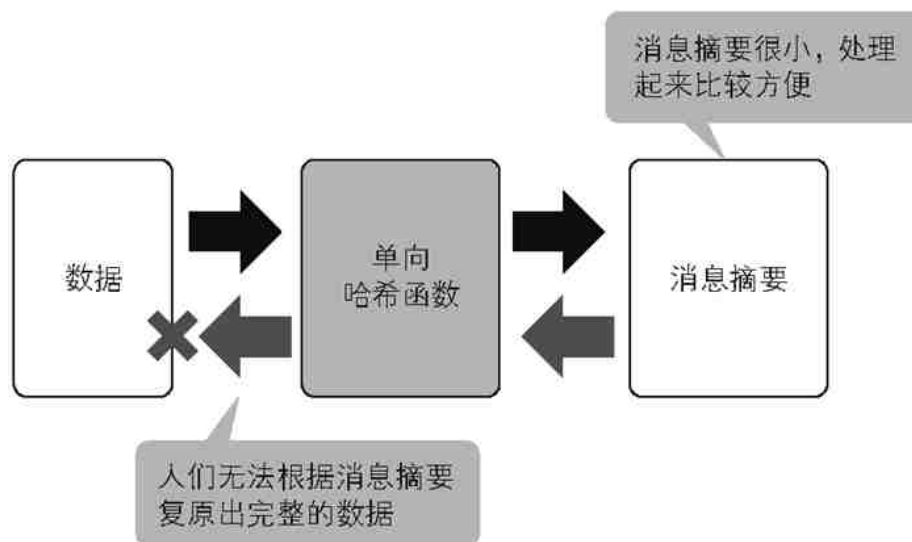 消息摘要很小，处理
起来比较方便
数据
单向
哈希函数
消息摘要
人们无法根据消息摘要
复原出完整的数据